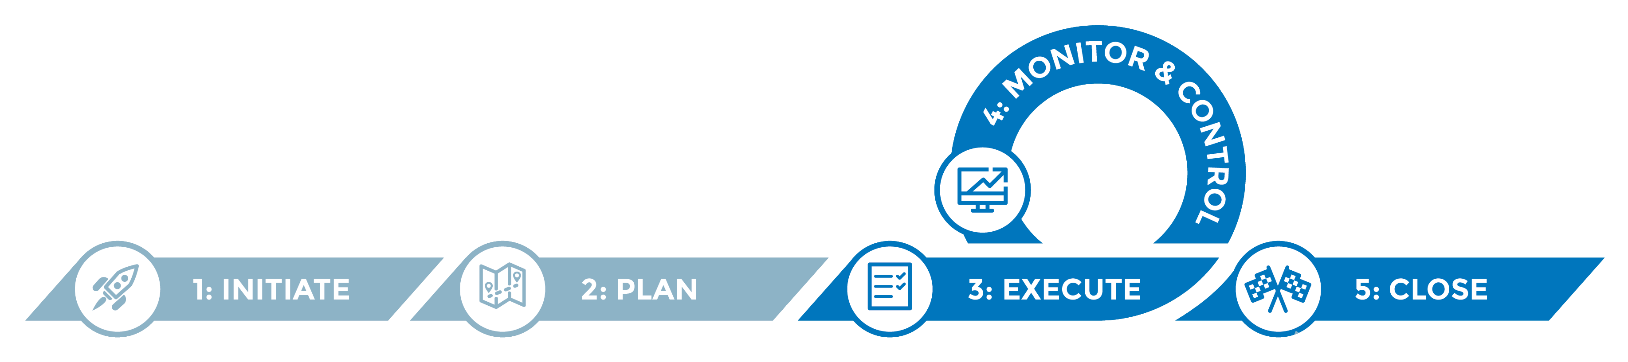 1: INITIATE
2: PLAN
3: EXECUTE
4: MONITOR & CONTROL
5: CLOSE